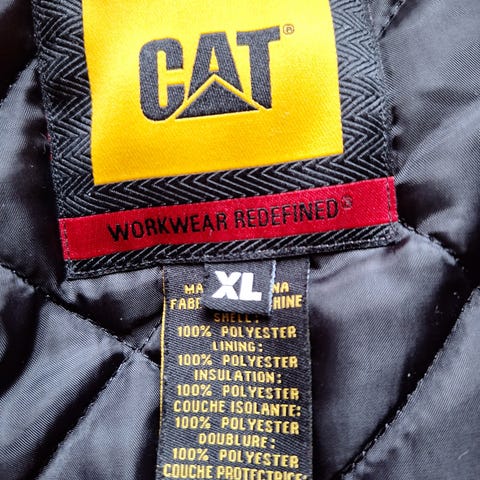 CAT®
WORKWEAR REDEFINED®
XL
SHELL:
100% POLYESTER
LINING:
100% POLYESTER
INSULATION:
100% POLYESTER
COUCHE ISOLANTE:
100% POLYESTER
DOUBLURE:
100% POLYESTER
COUCHE PROTECTRICE: